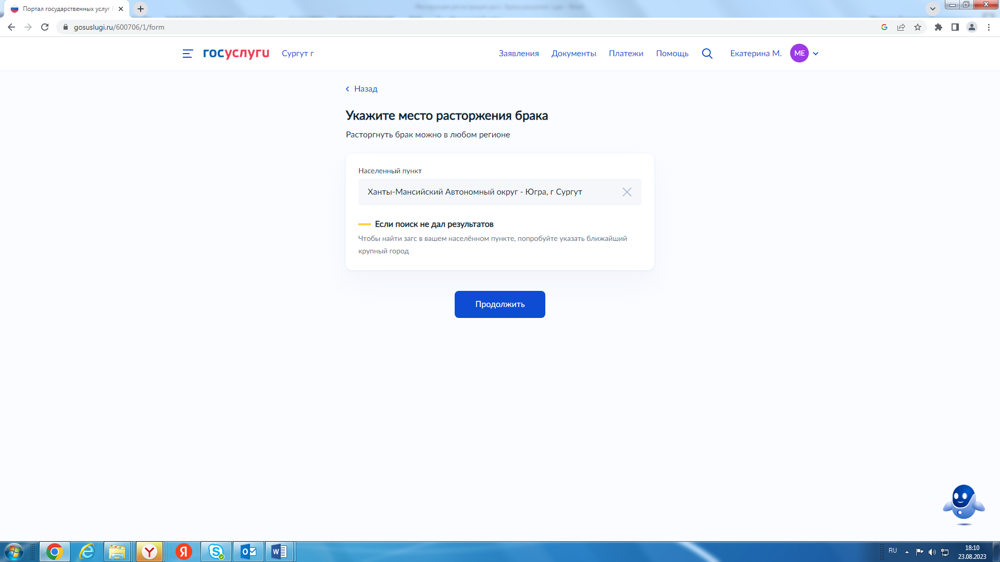 Портал государственных услуг
gosuslugi.ru/600706/1/form
госуслуги
Сургут г
Заявления
Документы
Платежи
Помощь
Екатерина М.
МЕ
Назад
Укажите место расторжения брака
Расторгнуть брак можно в любом регионе
Населенный пункт
Ханты-Мансийский Автономный округ - Югра, г Сургут
Если поиск не дал результатов
Чтобы найти загс в вашем населённом пункте, попробуйте указать ближайший
крупный город
Продолжить
RU
18:10
23.08.2023